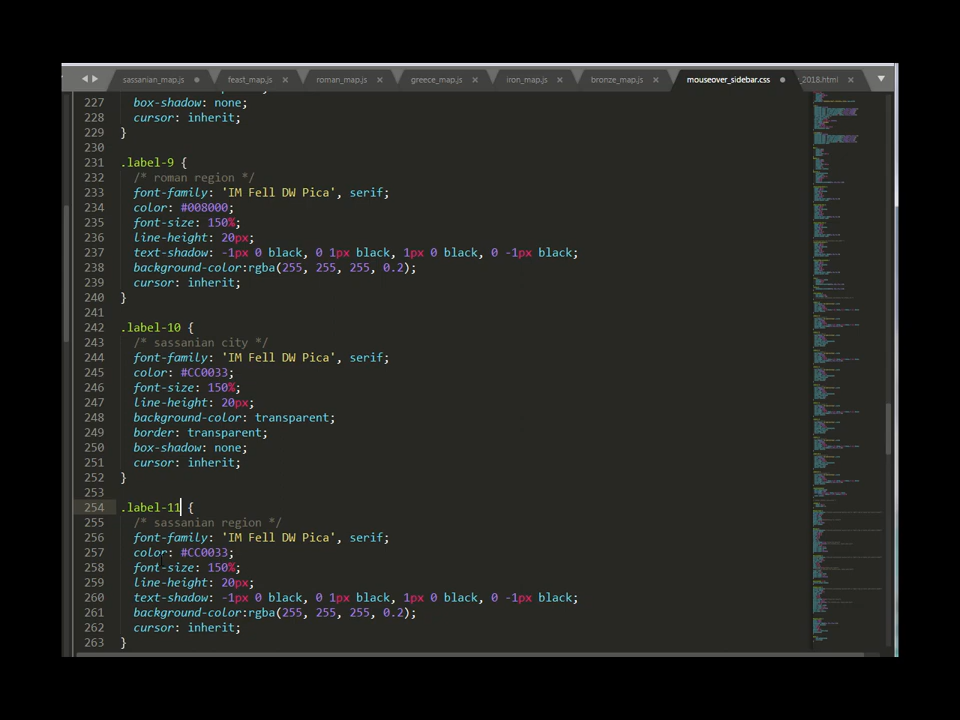 sassanian_map.js feast_map.js roman_map.js greece_map.js iron_map.js bronze_map.js mouseover_sidebar.css _2018.html
227 box-shadow: none;
228 cursor: inherit;
229 }
230
231 .label-9 {
232 /* roman region */
233 font-family: 'IM Fell DW Pica', serif;
234 color: #008000;
235 font-size: 150%;
236 line-height: 20px;
237 text-shadow: -1px 0 black, 0 1px black, 1px 0 black, 0 -1px black;
238 background-color:rgba(255, 255, 255, 0.2);
239 cursor: inherit;
240 }
241
242 .label-10 {
243 /* sassanian city */
244 font-family: 'IM Fell DW Pica', serif;
245 color: #CC0033;
246 font-size: 150%;
247 line-height: 20px;
248 background-color: transparent;
249 border: transparent;
250 box-shadow: none;
251 cursor: inherit;
252 }
253
254 .label-11 {
255 /* sassanian region */
256 font-family: 'IM Fell DW Pica', serif;
257 color: #CC0033;
258 font-size: 150%;
259 line-height: 20px;
260 text-shadow: -1px 0 black, 0 1px black, 1px 0 black, 0 -1px black;
261 background-color:rgba(255, 255, 255, 0.2);
262 cursor: inherit;
263 }